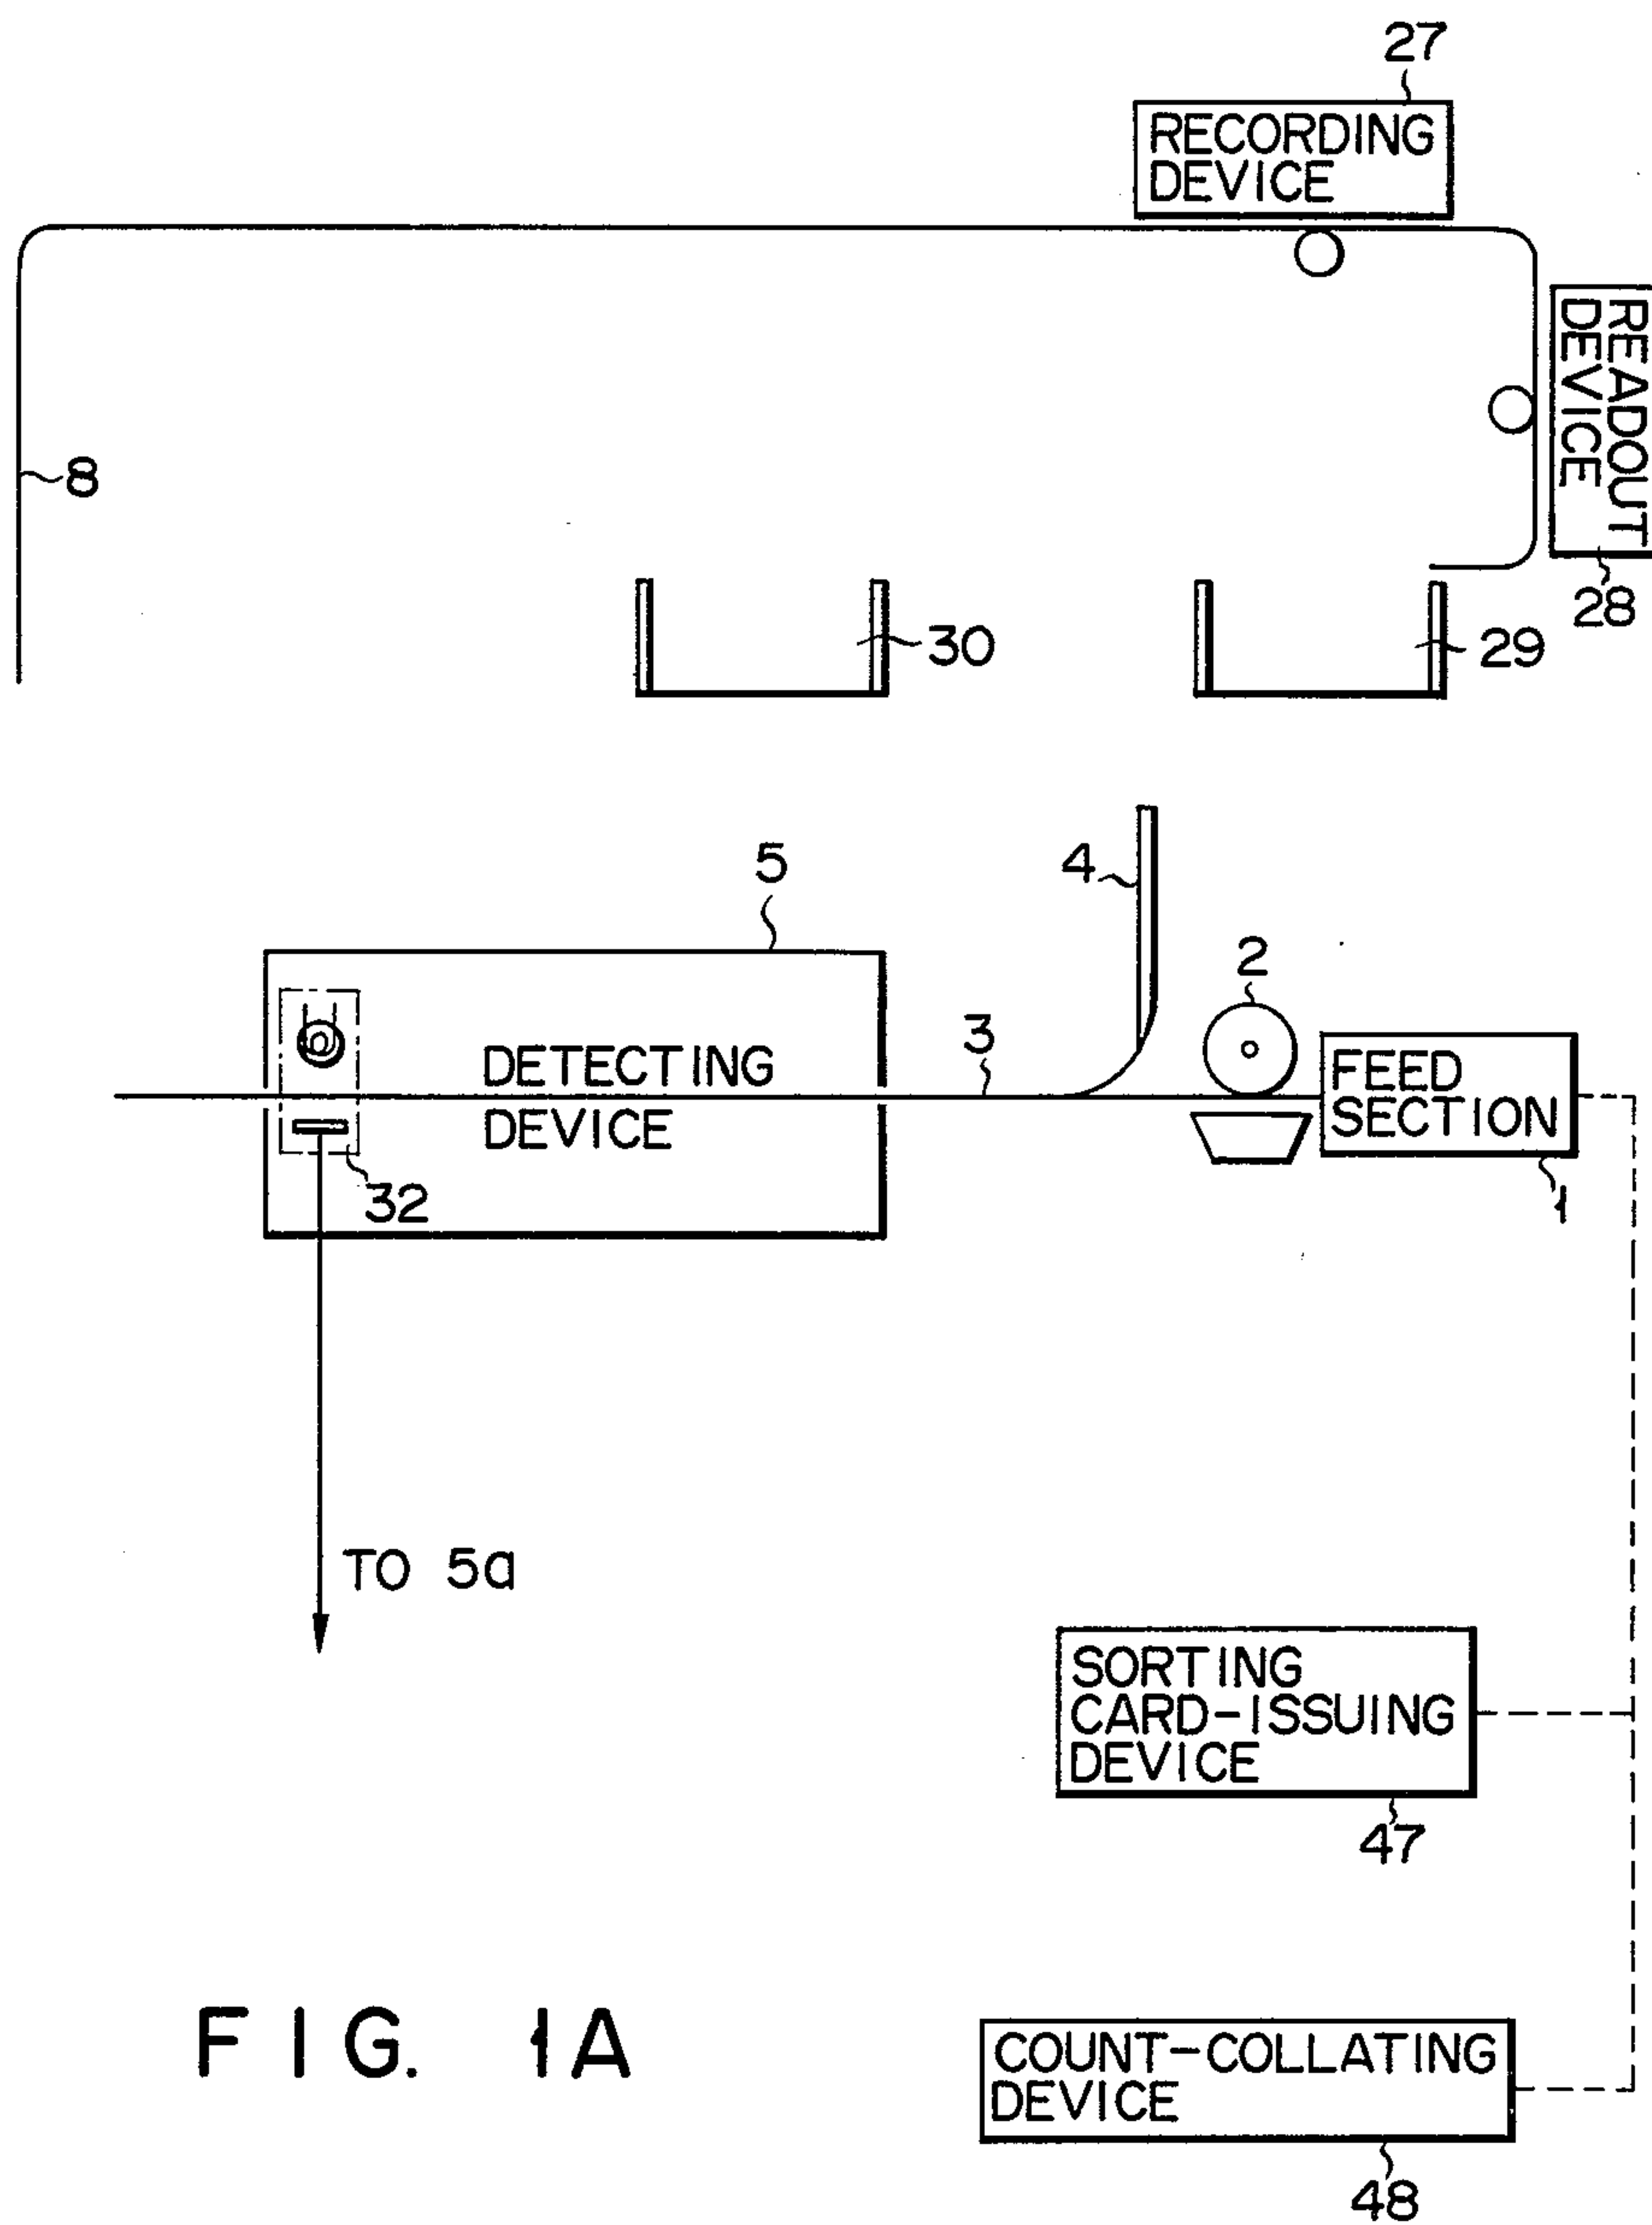 27
RECORDING
DEVICE
READOUT
DEVICE
8
28
30
29
5
4
2
3
DETECTING
DEVICE
FEED
SECTION
32
1
TO 5a
SORTING
CARD-ISSUING
DEVICE
47
FIG. 1A
COUNT-COLLATING
DEVICE
48